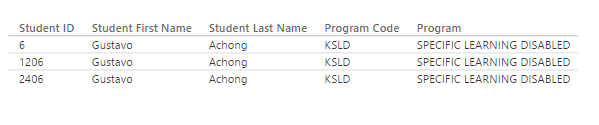 Student ID Student First Name Student Last Name Program Code Program
6 Gustavo Achong KSLD SPECIFIC LEARNING DISABLED
1206 Gustavo Achong KSLD SPECIFIC LEARNING DISABLED
2406 Gustavo Achong KSLD SPECIFIC LEARNING DISABLED